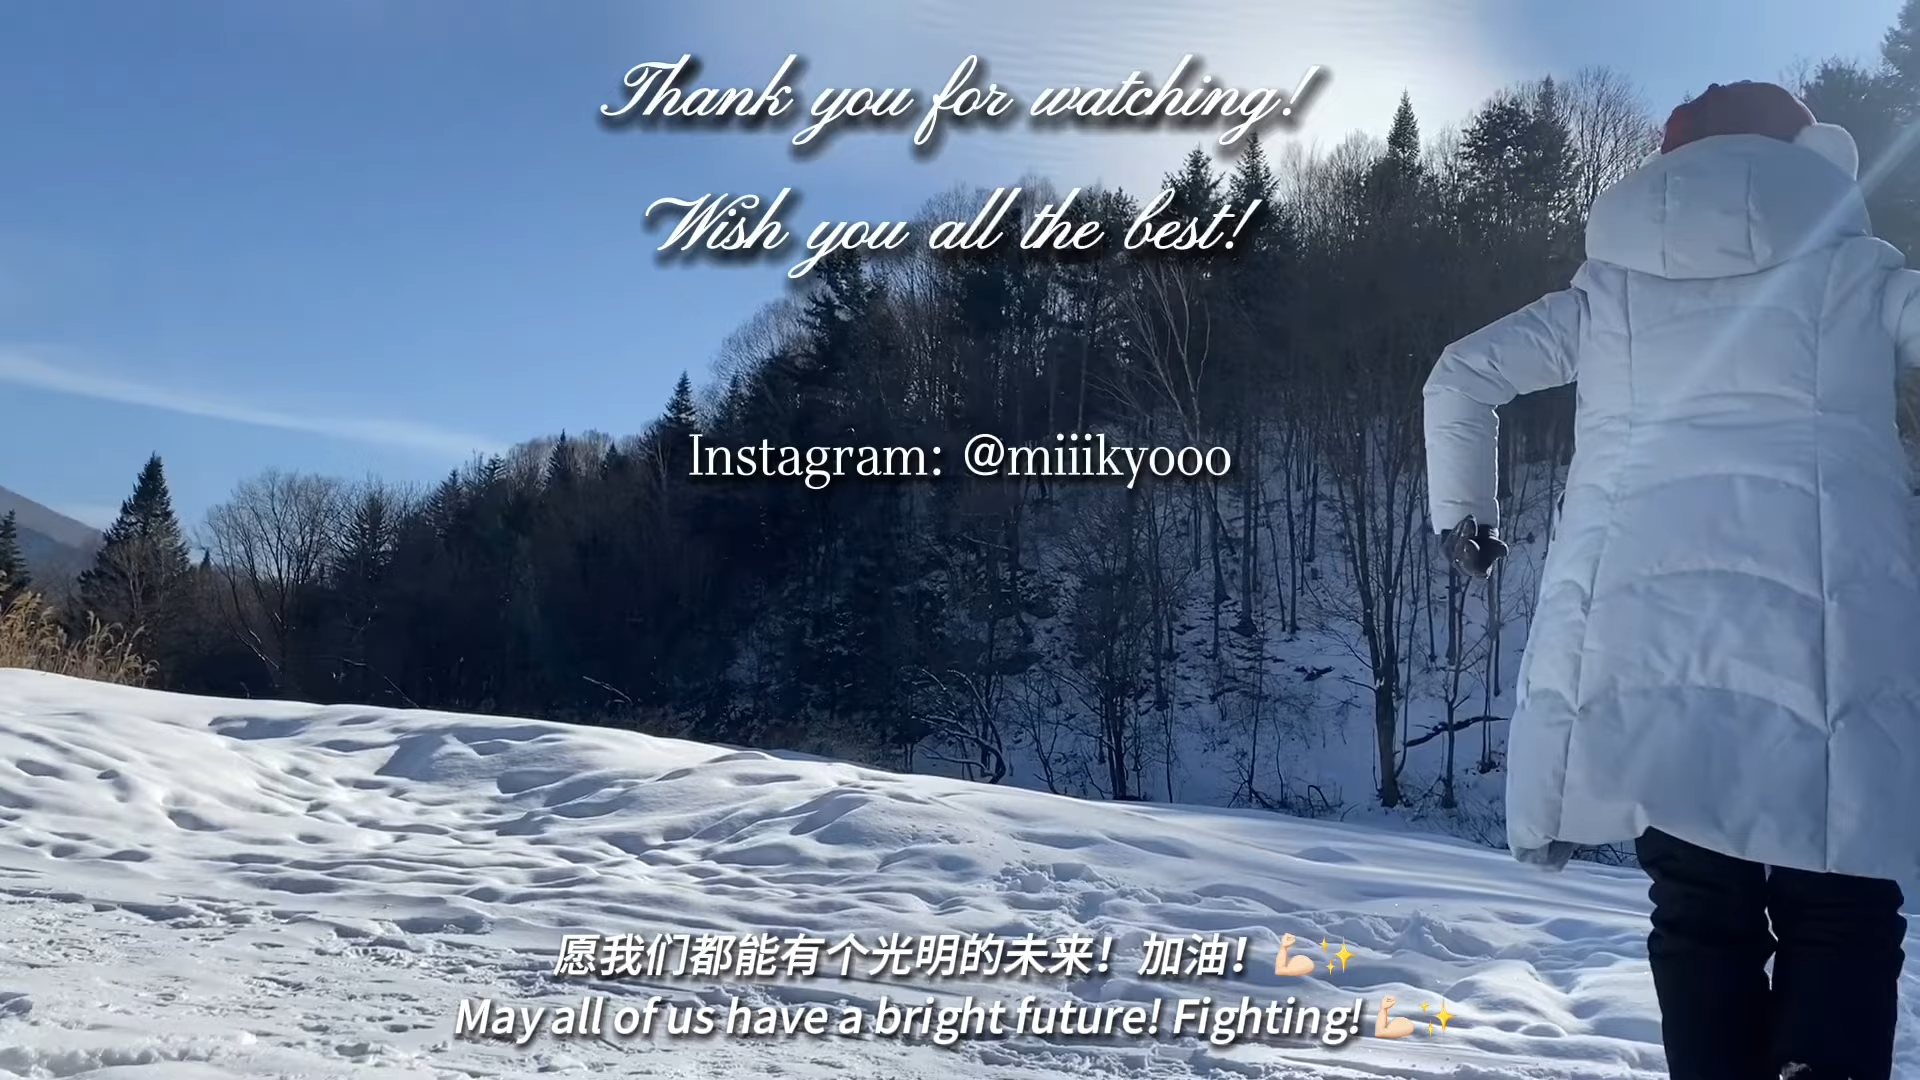 Thank you for watching!
Wish you all the best!
Instagram: @miiikyooo
愿我们都能有个光明的未来！加油！💪🏻✨
May all of us have a bright future! Fighting! 💪🏻✨